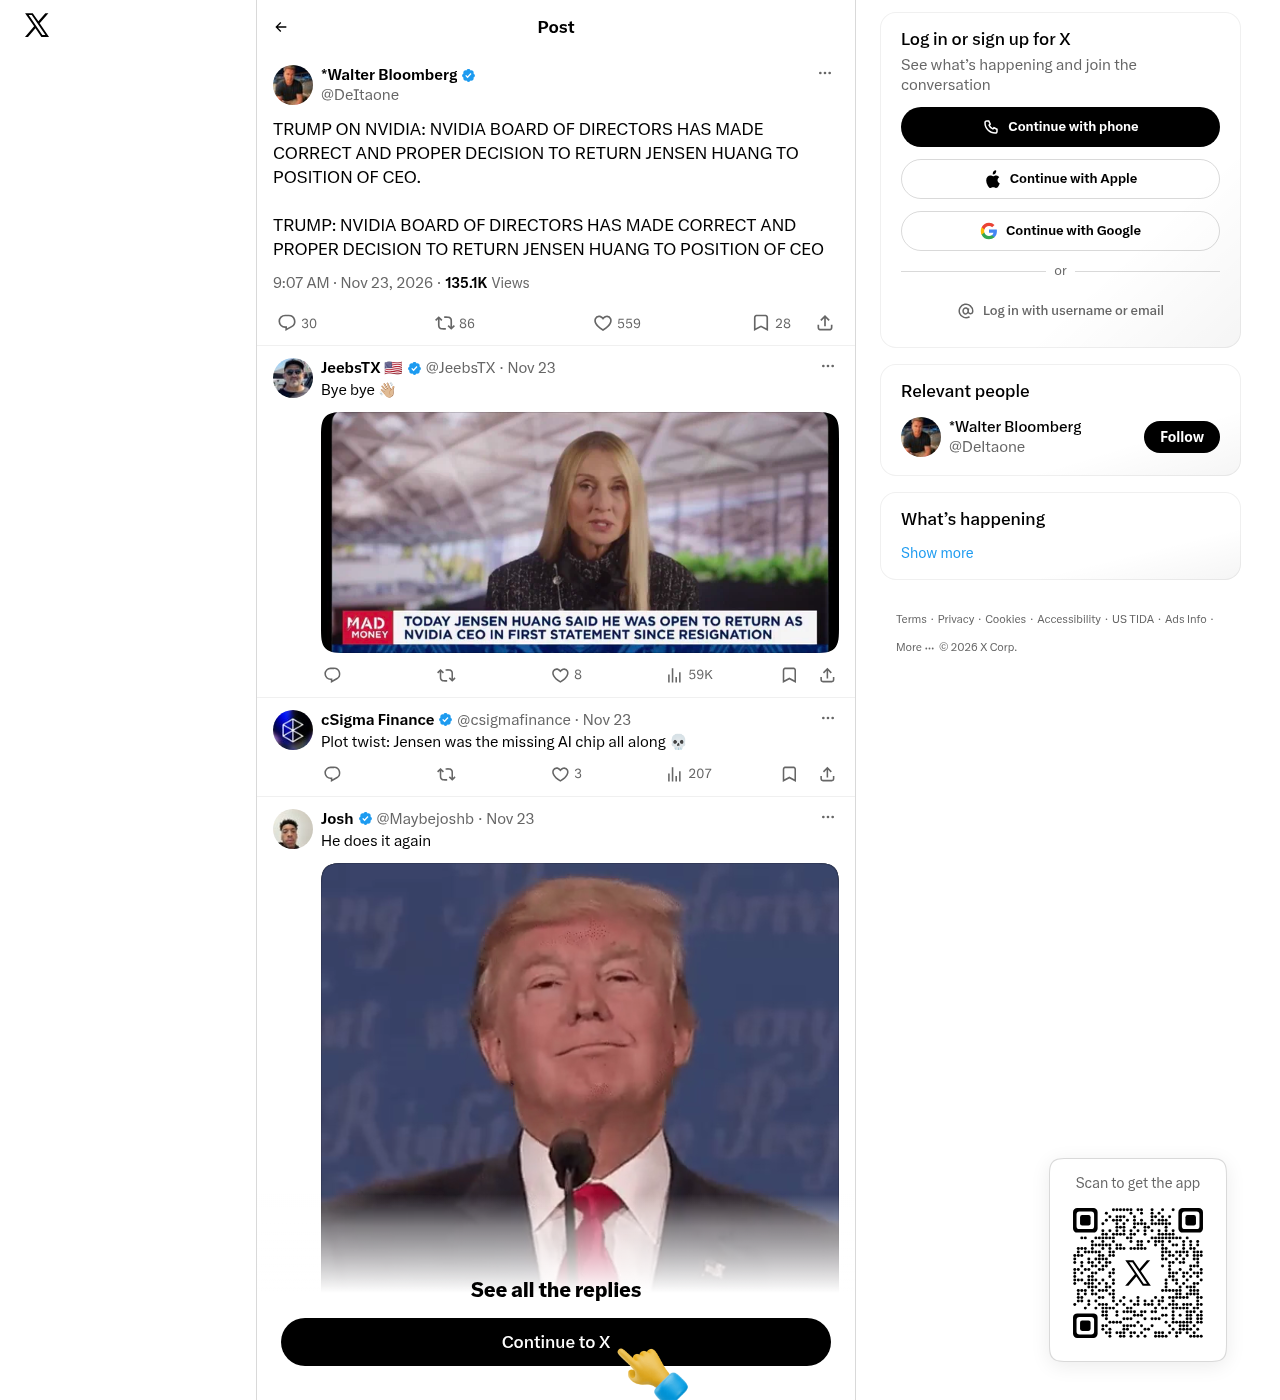 Post
*Walter Bloomberg
@DeItaone
TRUMP ON NVIDIA: NVIDIA BOARD OF DIRECTORS HAS MADE
CORRECT AND PROPER DECISION TO RETURN JENSEN HUANG TO
POSITION OF CEO.
TRUMP: NVIDIA BOARD OF DIRECTORS HAS MADE CORRECT AND
PROPER DECISION TO RETURN JENSEN HUANG TO POSITION OF CEO
9:07 AM · Nov 23, 2026 · 135.1K Views
30 86 559 28
JeebsTX 🇺🇸 @JeebsTX · Nov 23
Bye bye 👋🏼
MAD MONEY
TODAY JENSEN HUANG SAID HE WAS OPEN TO RETURN AS
NVIDIA CEO IN FIRST STATEMENT SINCE RESIGNATION
8 59K
cSigma Finance @csigmafinance · Nov 23
Plot twist: Jensen was the missing AI chip all along 💀
3 207
Josh @Maybejoshb · Nov 23
He does it again
See all the replies
Continue to X
Log in or sign up for X
See what’s happening and join the
conversation
Continue with phone
Continue with Apple
Continue with Google
or
Log in with username or email
Relevant people
*Walter Bloomberg
@DeItaone
Follow
What’s happening
Show more
Terms · Privacy · Cookies · Accessibility · US TIDA · Ads Info ·
More ··· © 2026 X Corp.
Scan to get the app